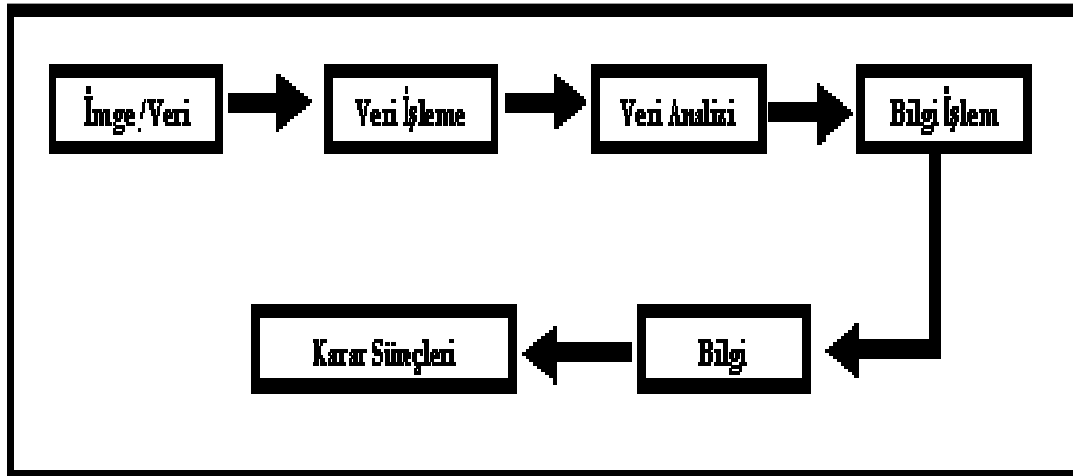 İmge/Veri
Veri İşleme
Veri Analizi
Bilgi İşlem
Bilgi
Karar Süreçleri